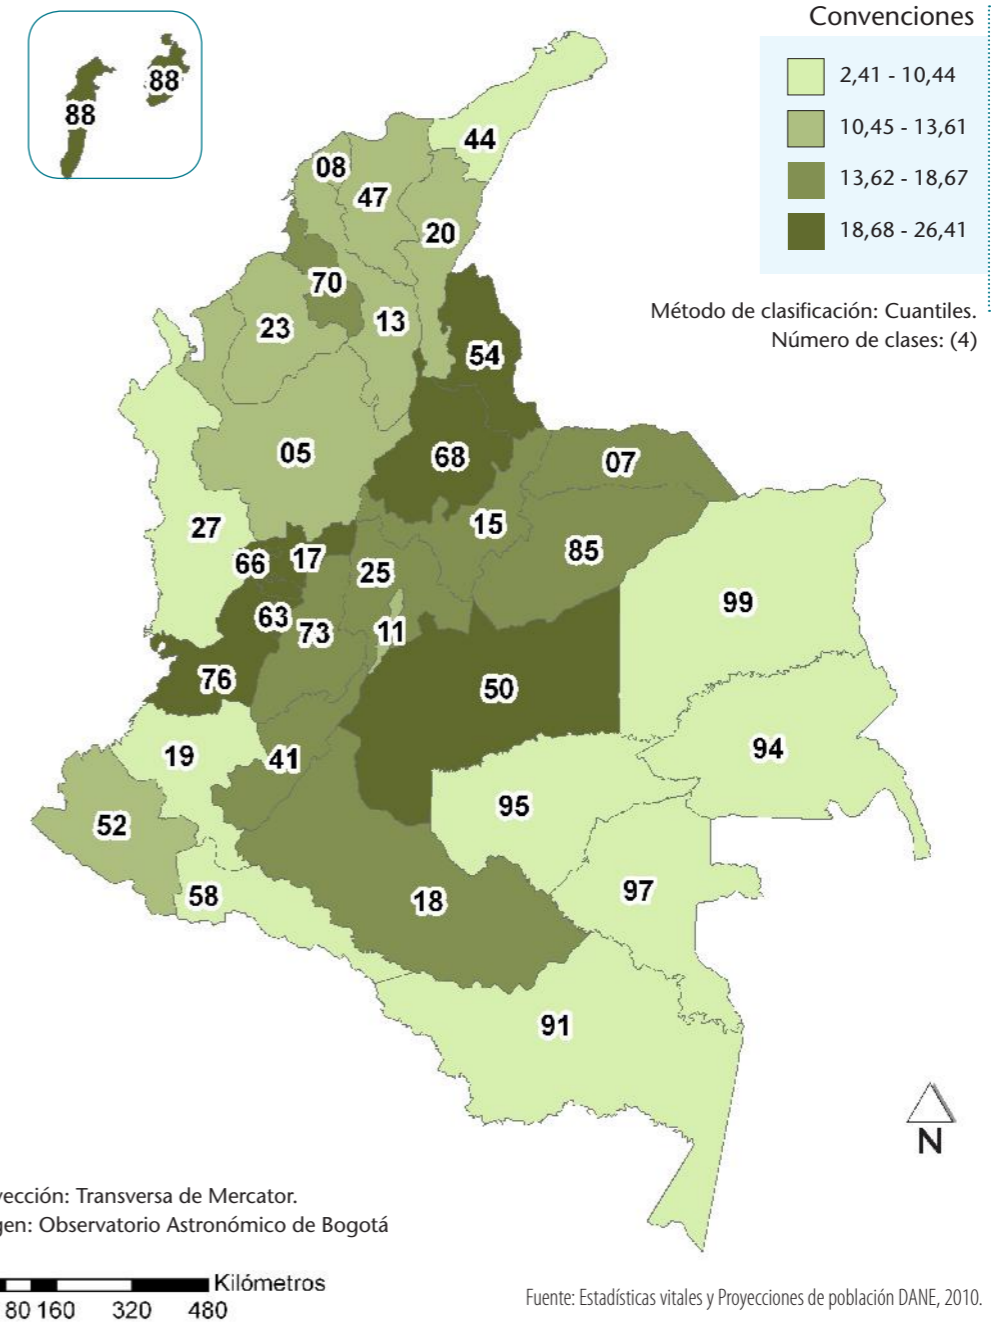 Convenciones
2,41 - 10,44
10,45 - 13,61
13,62 - 18,67
18,68 - 26,41
Método de clasificación: Cuantiles.
Número de clases: (4)
88
88
44
08
47
20
70
23
13
54
05
68
07
15
27
66
17
25
85
63
73
11
99
76
50
19
41
94
95
52
58
18
97
91
N
yección: Transversa de Mercator.
gen: Observatorio Astronómico de Bogotá
Kilómetros
80 160 320 480
Fuente: Estadísticas vitales y Proyecciones de población DANE, 2010.